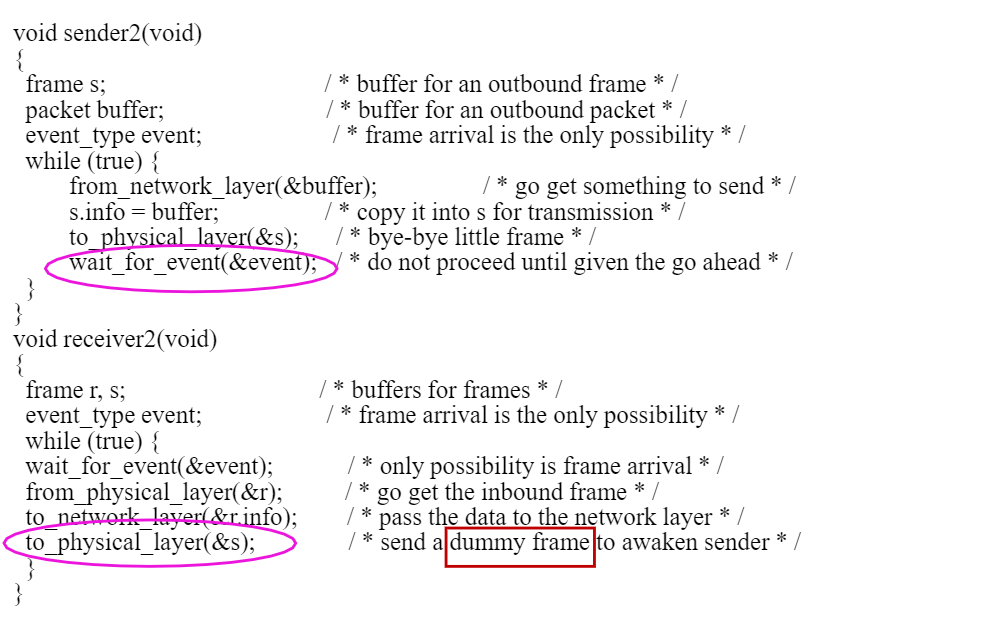 void sender2(void)
{
frame s; / * buffer for an outbound frame * /
packet buffer; / * buffer for an outbound packet * /
event_type event; / * frame arrival is the only possibility * /
while (true) {
from_network_layer(&buffer); / * go get something to send * /
s.info = buffer; / * copy it into s for transmission * /
to_physical_layer(&s); / * bye-bye little frame * /
wait_for_event(&event); / * do not proceed until given the go ahead * /
}
}
void receiver2(void)
{
frame r, s; / * buffers for frames * /
event_type event; / * frame arrival is the only possibility * /
while (true) {
wait_for_event(&event); / * only possibility is frame arrival * /
from_physical_layer(&r); / * go get the inbound frame * /
to_network_layer(&r.info); / * pass the data to the network layer * /
to_physical_layer(&s); / * send a dummy frame to awaken sender * /
}
}